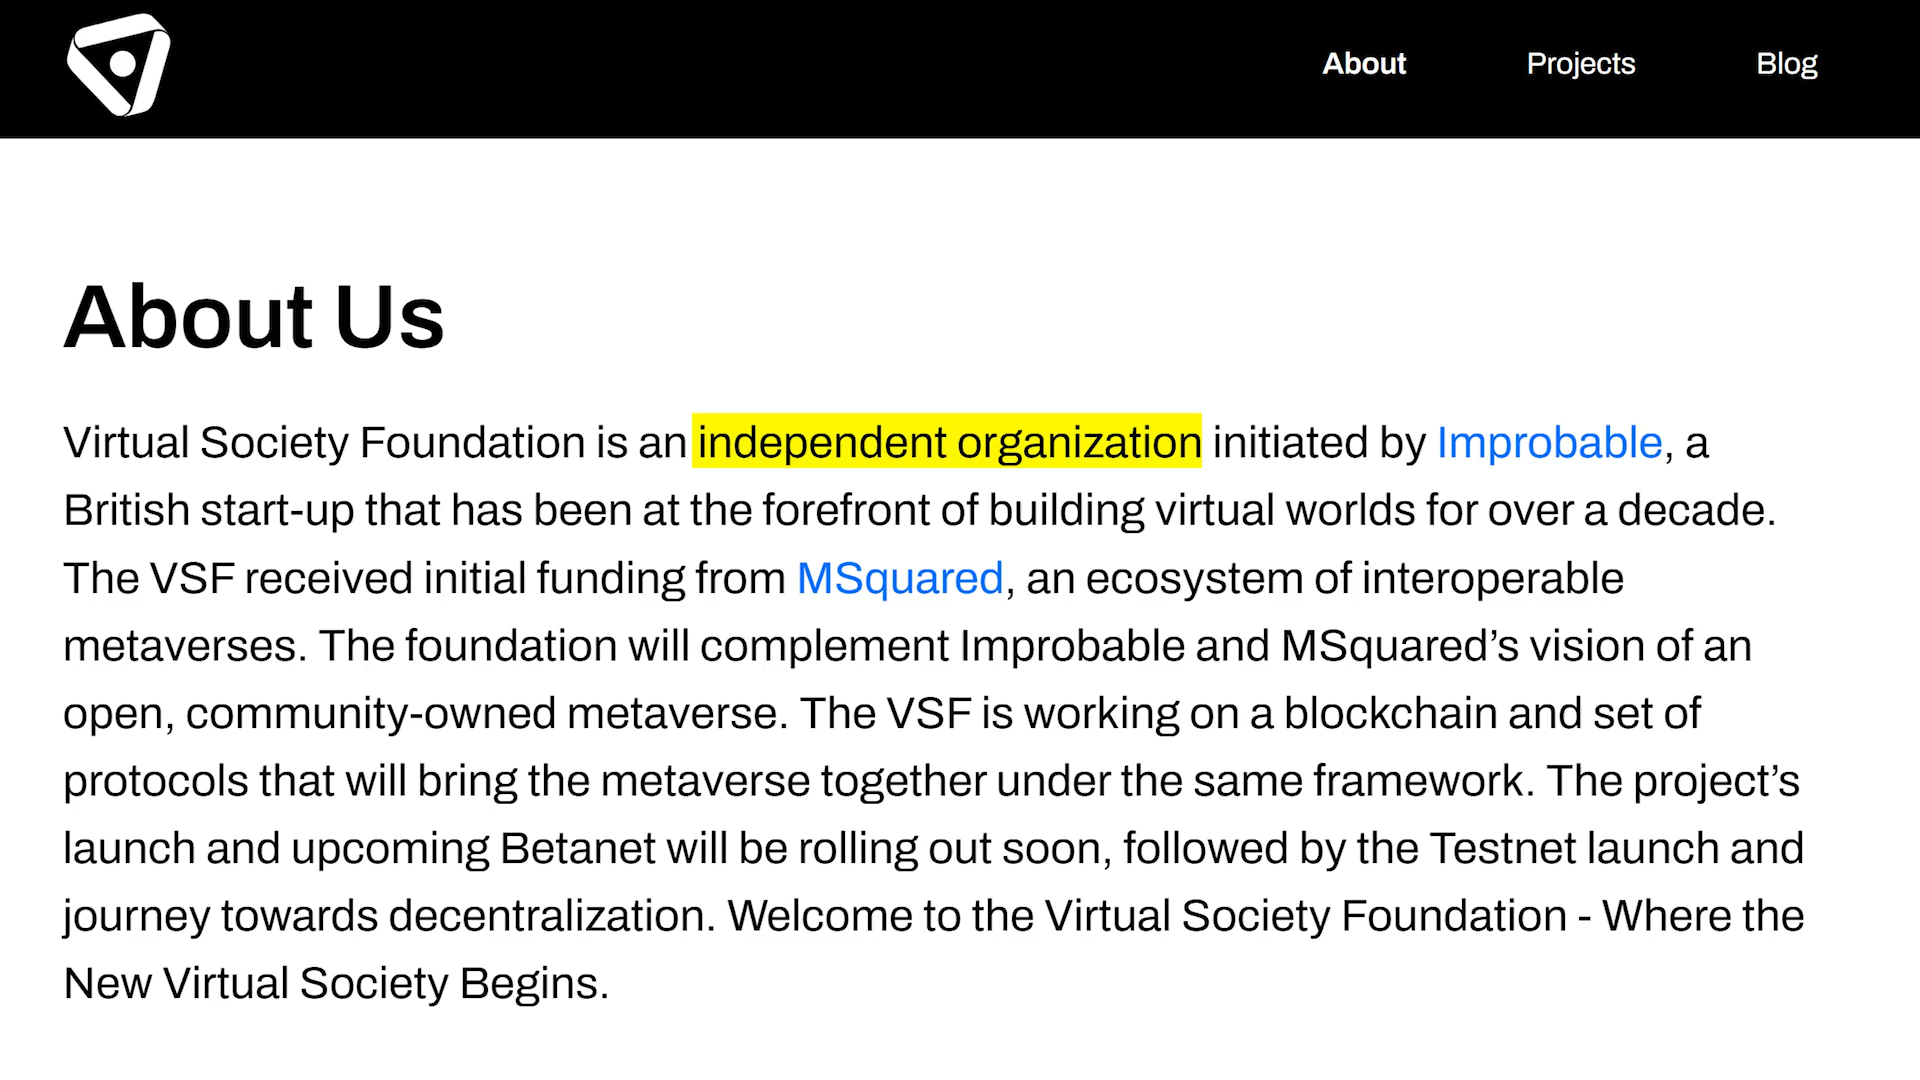 About
Projects
Blog
About Us
Virtual Society Foundation is an independent organization initiated by Improbable, a
British start-up that has been at the forefront of building virtual worlds for over a decade.
The VSF received initial funding from MSquared, an ecosystem of interoperable
metaverses. The foundation will complement Improbable and MSquared’s vision of an
open, community-owned metaverse. The VSF is working on a blockchain and set of
protocols that will bring the metaverse together under the same framework. The project’s
launch and upcoming Betanet will be rolling out soon, followed by the Testnet launch and
journey towards decentralization. Welcome to the Virtual Society Foundation - Where the
New Virtual Society Begins.